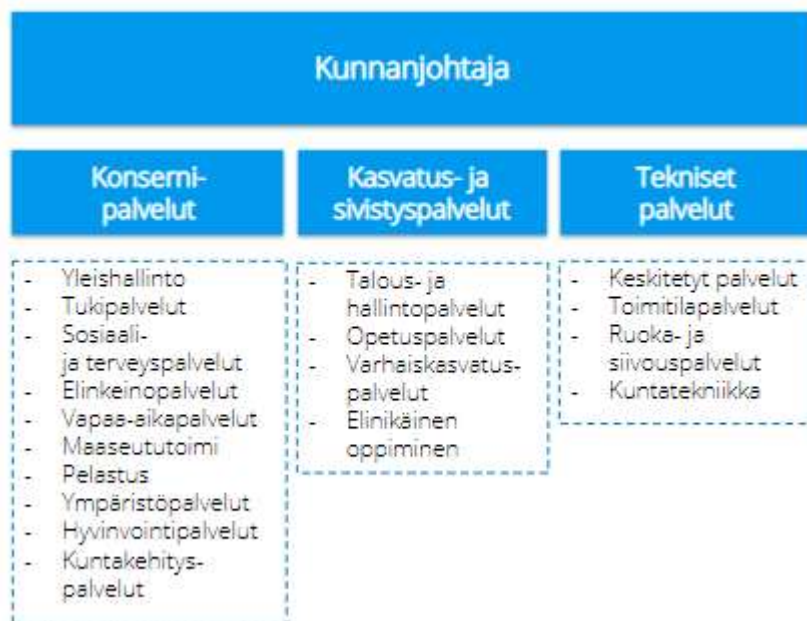 Kunnanjohtaja
Konserni-
palvelut
- Yleishallinto
- Tukipalvelut
- Sosiaali-
ja terveyspalvelut
- Elinkeinopalvelut
- Vapaa-aikapalvelut
- Maaseututoimi
- Pelastus
- Ympäristöpalvelut
- Hyvinvointipalvelut
- Kuntakehitys-
palvelut
Kasvatus- ja
sivistyspalvelut
- Talous- ja
hallintopalvelut
- Opetuspalvelut
- Varhaiskasvatus-
palvelut
- Elinikäinen
oppiminen
Tekniset
palvelut
- Keskitetyt palvelut
- Toimitilapalvelut
- Ruoka- ja
siivouspalvelut
- Kuntatekniikka